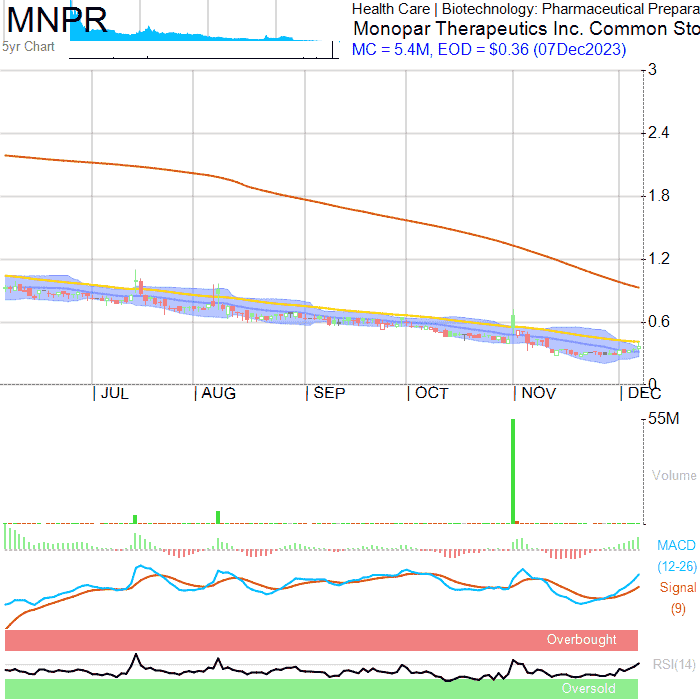 MNPR
5yr Chart
Health Care | Biotechnology: Pharmaceutical Prepara
Monopar Therapeutics Inc. Common Sto
MC = 5.4M, EOD = $0.36 (07Dec2023)
3
2.4
1.8
1.2
0.6
0
JUL
AUG
SEP
OCT
NOV
DEC
55M
Volume
MACD
(12-26)
Signal
(9)
Overbought
RSI(14)
Oversold